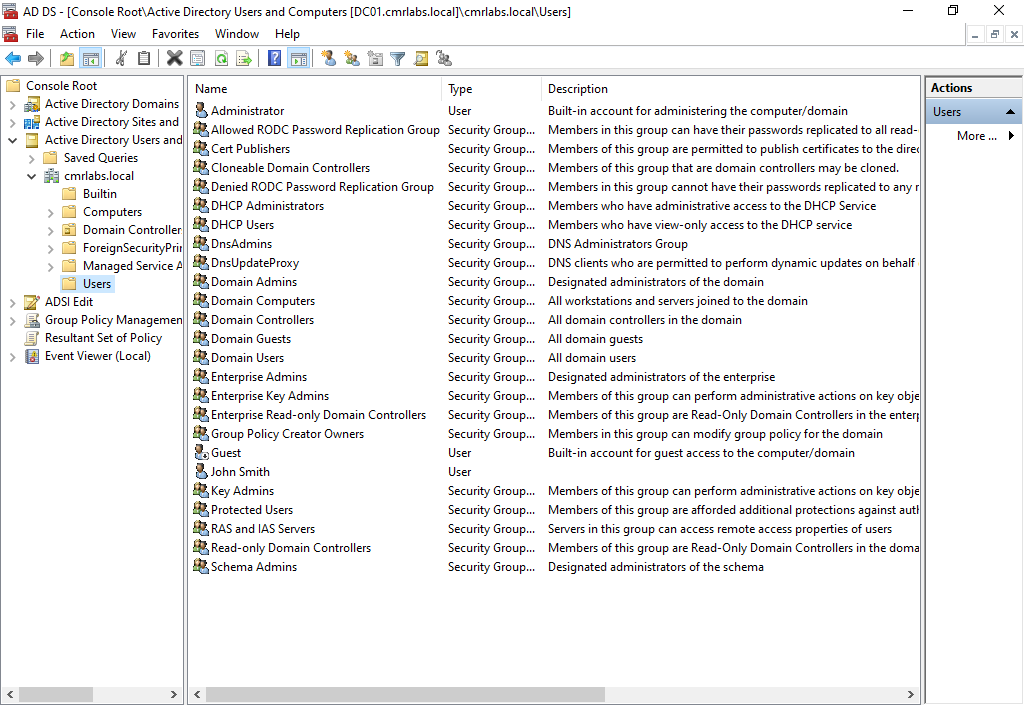 AD DS - [Console Root\Active Directory Users and Computers [DC01.cmrlabs.local]\cmrlabs.local\Users]
File Action View Favorites Window Help
Console Root
Active Directory Domains
Active Directory Sites and
Active Directory Users and
Saved Queries
cmrlabs.local
Builtin
Computers
Domain Controller
ForeignSecurityPrin
Managed Service A
Users
ADSI Edit
Group Policy Managemen
Resultant Set of Policy
Event Viewer (Local)
Name Type Description
Administrator User Built-in account for administering the computer/domain
Allowed RODC Password Replication Group Security Group... Members in this group can have their passwords replicated to all read-
Cert Publishers Security Group... Members of this group are permitted to publish certificates to the direc
Cloneable Domain Controllers Security Group... Members of this group that are domain controllers may be cloned.
Denied RODC Password Replication Group Security Group... Members in this group cannot have their passwords replicated to any r
DHCP Administrators Security Group... Members who have administrative access to the DHCP Service
DHCP Users Security Group... Members who have view-only access to the DHCP service
DnsAdmins Security Group... DNS Administrators Group
DnsUpdateProxy Security Group... DNS clients who are permitted to perform dynamic updates on behalf
Domain Admins Security Group... Designated administrators of the domain
Domain Computers Security Group... All workstations and servers joined to the domain
Domain Controllers Security Group... All domain controllers in the domain
Domain Guests Security Group... All domain guests
Domain Users Security Group... All domain users
Enterprise Admins Security Group... Designated administrators of the enterprise
Enterprise Key Admins Security Group... Members of this group can perform administrative actions on key obje
Enterprise Read-only Domain Controllers Security Group... Members of this group are Read-Only Domain Controllers in the enterp
Group Policy Creator Owners Security Group... Members in this group can modify group policy for the domain
Guest User Built-in account for guest access to the computer/domain
John Smith User
Key Admins Security Group... Members of this group can perform administrative actions on key obje
Protected Users Security Group... Members of this group are afforded additional protections against auth
RAS and IAS Servers Security Group... Servers in this group can access remote access properties of users
Read-only Domain Controllers Security Group... Members of this group are Read-Only Domain Controllers in the doma
Schema Admins Security Group... Designated administrators of the schema
Actions
Users
More ...